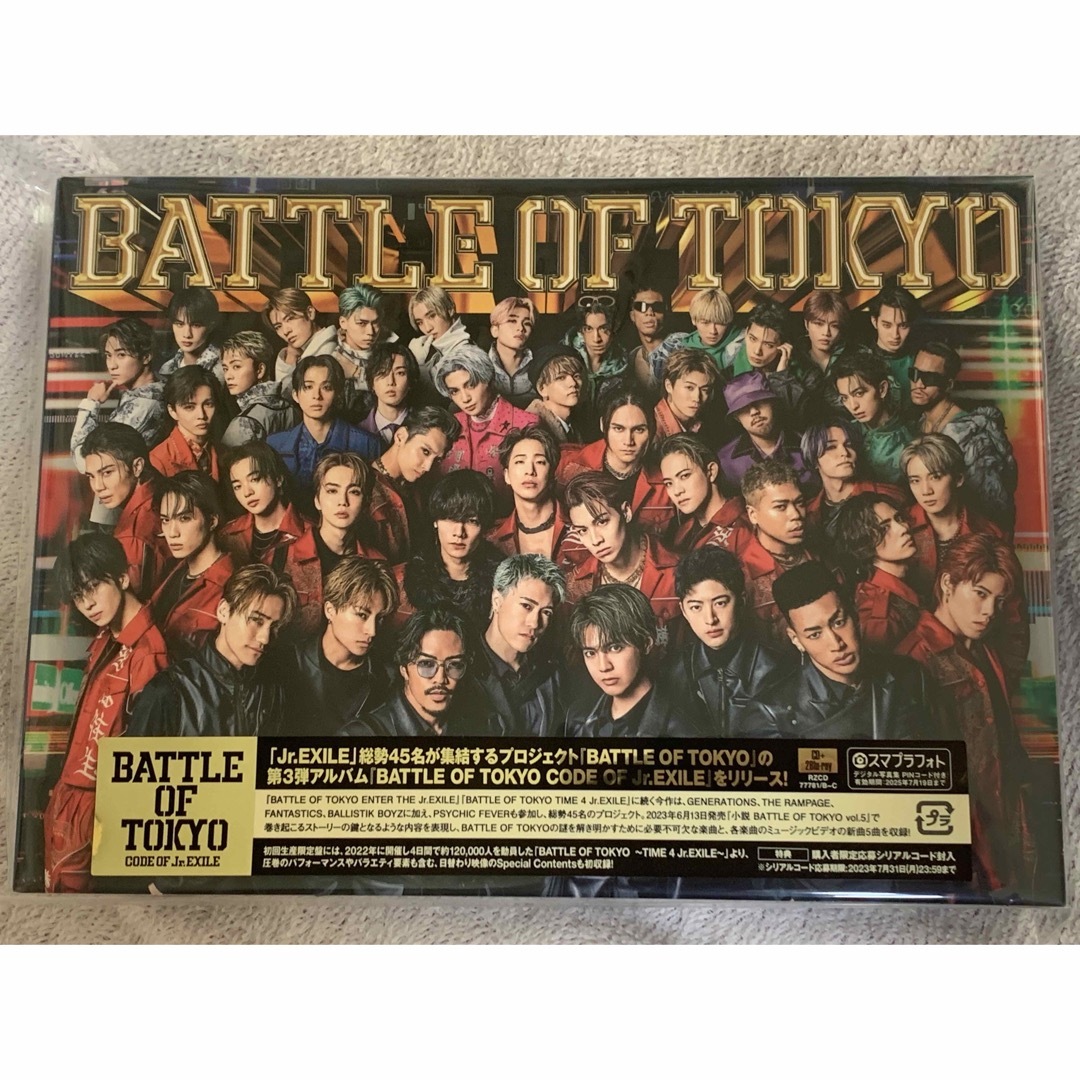 BATTLE OF TOKYO
BATTLE
OF
TOKYO
CODE OF Jr.EXILE
「Jr.EXILE」総勢45名が集結するプロジェクト『BATTLE OF TOKYO』の
第3弾アルバム『BATTLE OF TOKYO CODE OF Jr.EXILE』をリリース!
CD+
2Blu-ray
RZCD
77791/B~C
スマプラフォト
デジタル写真集 PINコード付き
有効期間:2025年7月19日まで
『BATTLE OF TOKYO ENTER THE Jr.EXILE』『BATTLE OF TOKYO TIME 4 Jr.EXILE』に続く今作は、GENERATIONS, THE RAMPAGE,
FANTASTICS, BALLISTIK BOYZに加え、PSYCHIC FEVERも参加し、総勢45名のプロジェクト。2023年6月13日発売『小説 BATTLE OF TOKYO vol.5』で
巻き起こるストーリーの鍵となるような内容を表現し、BATTLE OF TOKYOの謎を解き明かすために必要不可欠な楽曲と、各楽曲のミュージックビデオの新曲5曲を収録!
プラ
初回生産限定盤には、2022年に開催し4日間で約120,000人を動員した「BATTLE OF TOKYO ~TIME 4 Jr.EXILE~」より、
圧巻のパフォーマンスやバラエティ要素も含む、日替わり映像のSpecial Contentsも初収録!
特典 購入者限定応募シリアルコード封入
※シリアルコード応募期限:2023年7月31日(月)23:59まで